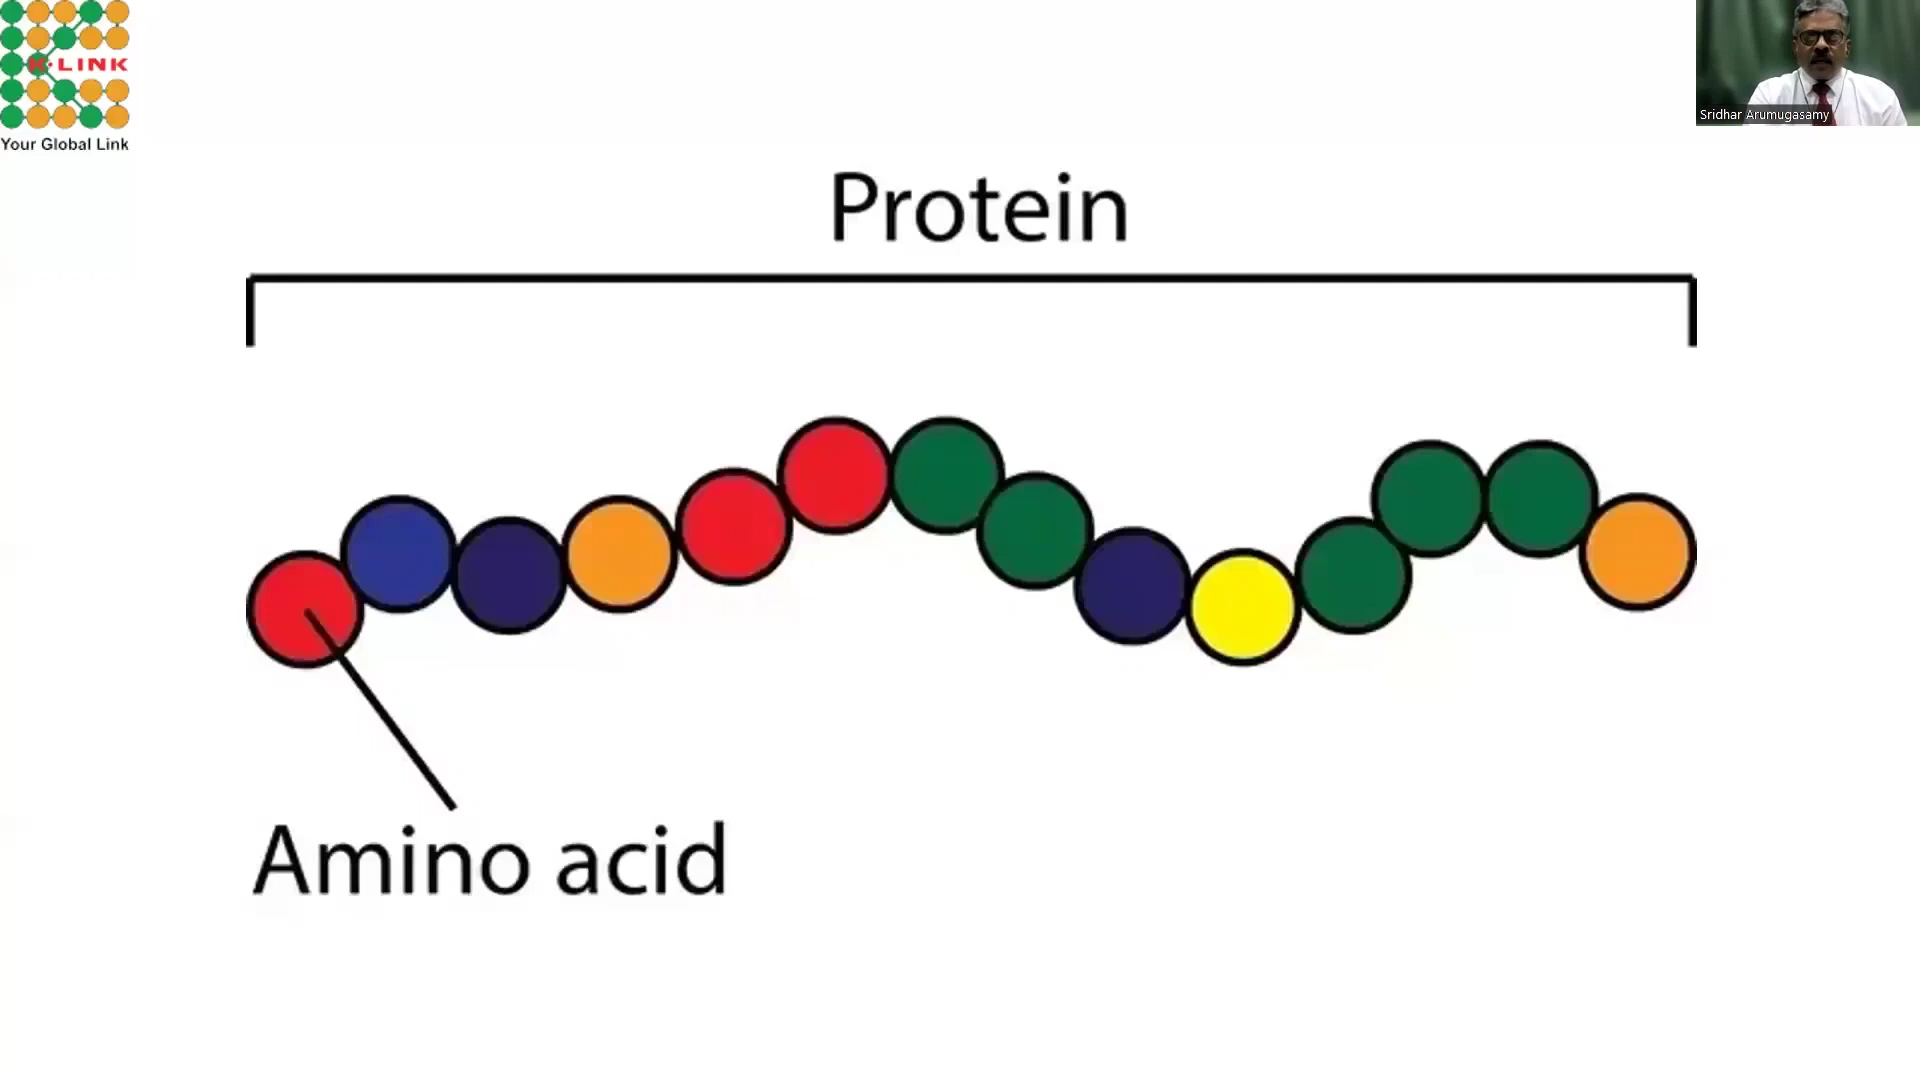 K-LINK
Your Global Link
Sridhar Arumugasamy
Protein
Amino acid